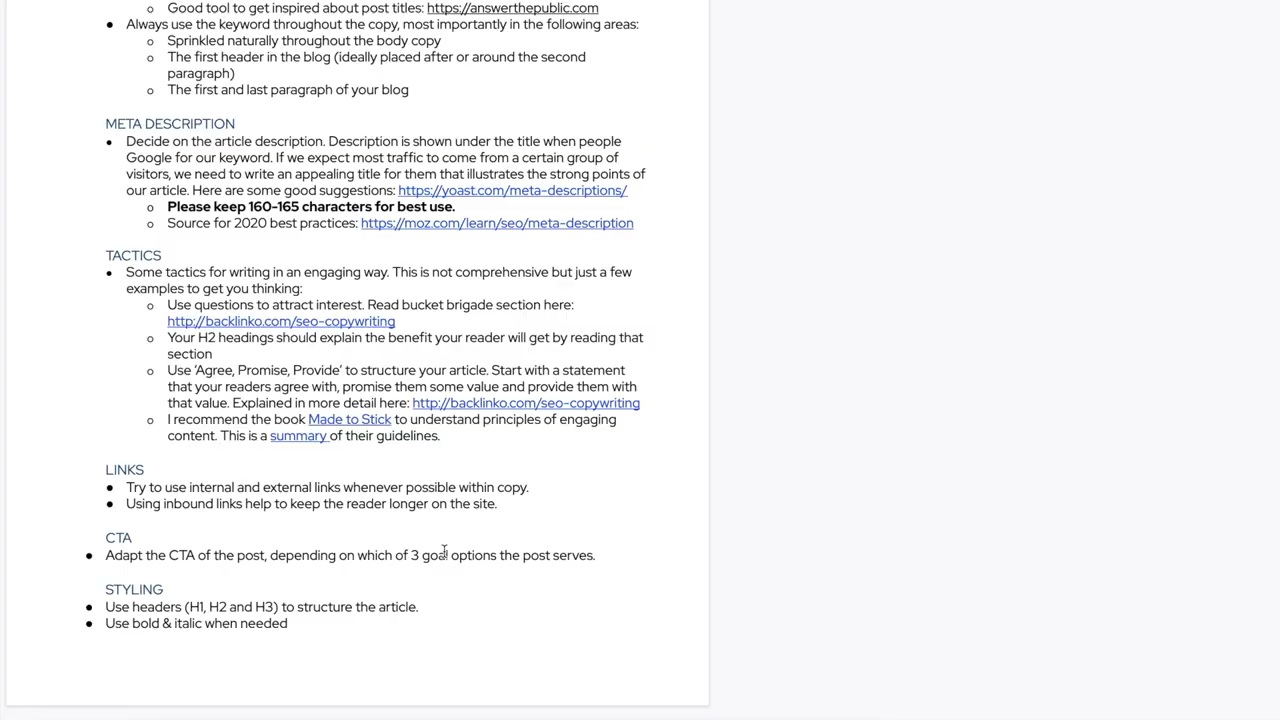 o Good tool to get inspired about post titles: https://answerthepublic.com
● Always use the keyword throughout the copy, most importantly in the following areas:
o Sprinkled naturally throughout the body copy
o The first header in the blog (ideally placed after or around the second
paragraph)
o The first and last paragraph of your blog
META DESCRIPTION
● Decide on the article description. Description is shown under the title when people
Google for our keyword. If we expect most traffic to come from a certain group of
visitors, we need to write an appealing title for them that illustrates the strong points of
our article. Here are some good suggestions: https://yoast.com/meta-descriptions/
o Please keep 160-165 characters for best use.
o Source for 2020 best practices: https://moz.com/learn/seo/meta-description
TACTICS
● Some tactics for writing in an engaging way. This is not comprehensive but just a few
examples to get you thinking:
o Use questions to attract interest. Read bucket brigade section here:
http://backlinko.com/seo-copywriting
o Your H2 headings should explain the benefit your reader will get by reading that
section
o Use ‘Agree, Promise, Provide’ to structure your article. Start with a statement
that your readers agree with, promise them some value and provide them with
that value. Explained in more detail here: http://backlinko.com/seo-copywriting
o I recommend the book Made to Stick to understand principles of engaging
content. This is a summary of their guidelines.
LINKS
● Try to use internal and external links whenever possible within copy.
● Using inbound links help to keep the reader longer on the site.
CTA
● Adapt the CTA of the post, depending on which of 3 goal options the post serves.
STYLING
● Use headers (H1, H2 and H3) to structure the article.
● Use bold & italic when needed